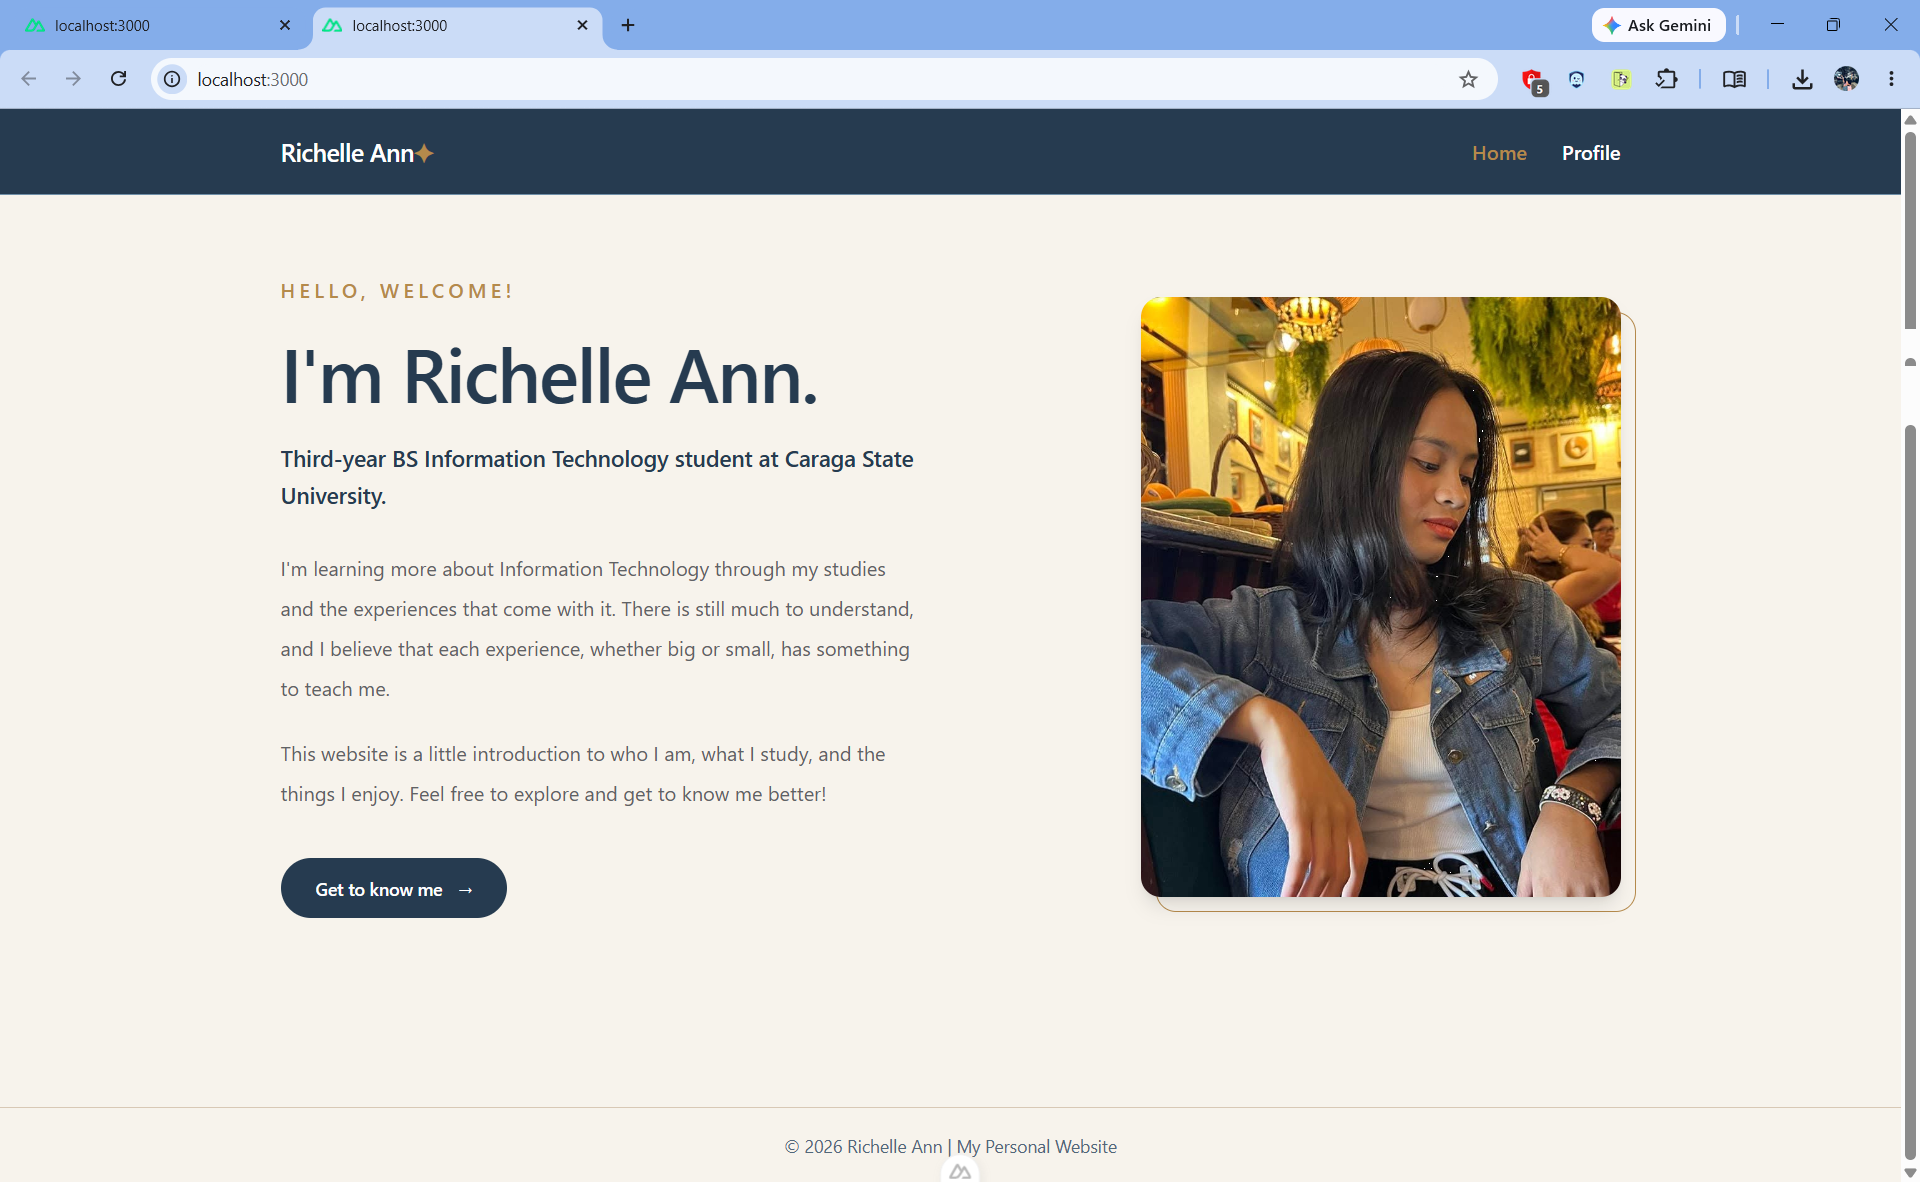 localhost:3000
localhost:3000
Ask Gemini
localhost:3000
5
Richelle Ann
Home
Profile
HELLO, WELCOME!
I'm Richelle Ann.
Third-year BS Information Technology student at Caraga State
University.
I'm learning more about Information Technology through my studies
and the experiences that come with it. There is still much to understand,
and I believe that each experience, whether big or small, has something
to teach me.
This website is a little introduction to who I am, what I study, and the
things I enjoy. Feel free to explore and get to know me better!
Get to know me →
© 2026 Richelle Ann | My Personal Website